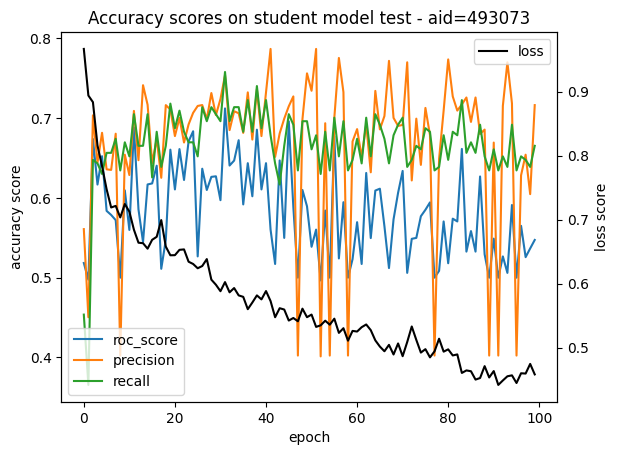 Accuracy scores on student model test - aid=493073
0.8
0.7
0.6
0.5
0.4
accuracy score
loss
roc_score
precision
recall
0.9
0.8
0.7
0.6
0.5
loss score
0 20 40 60 80 100
epoch